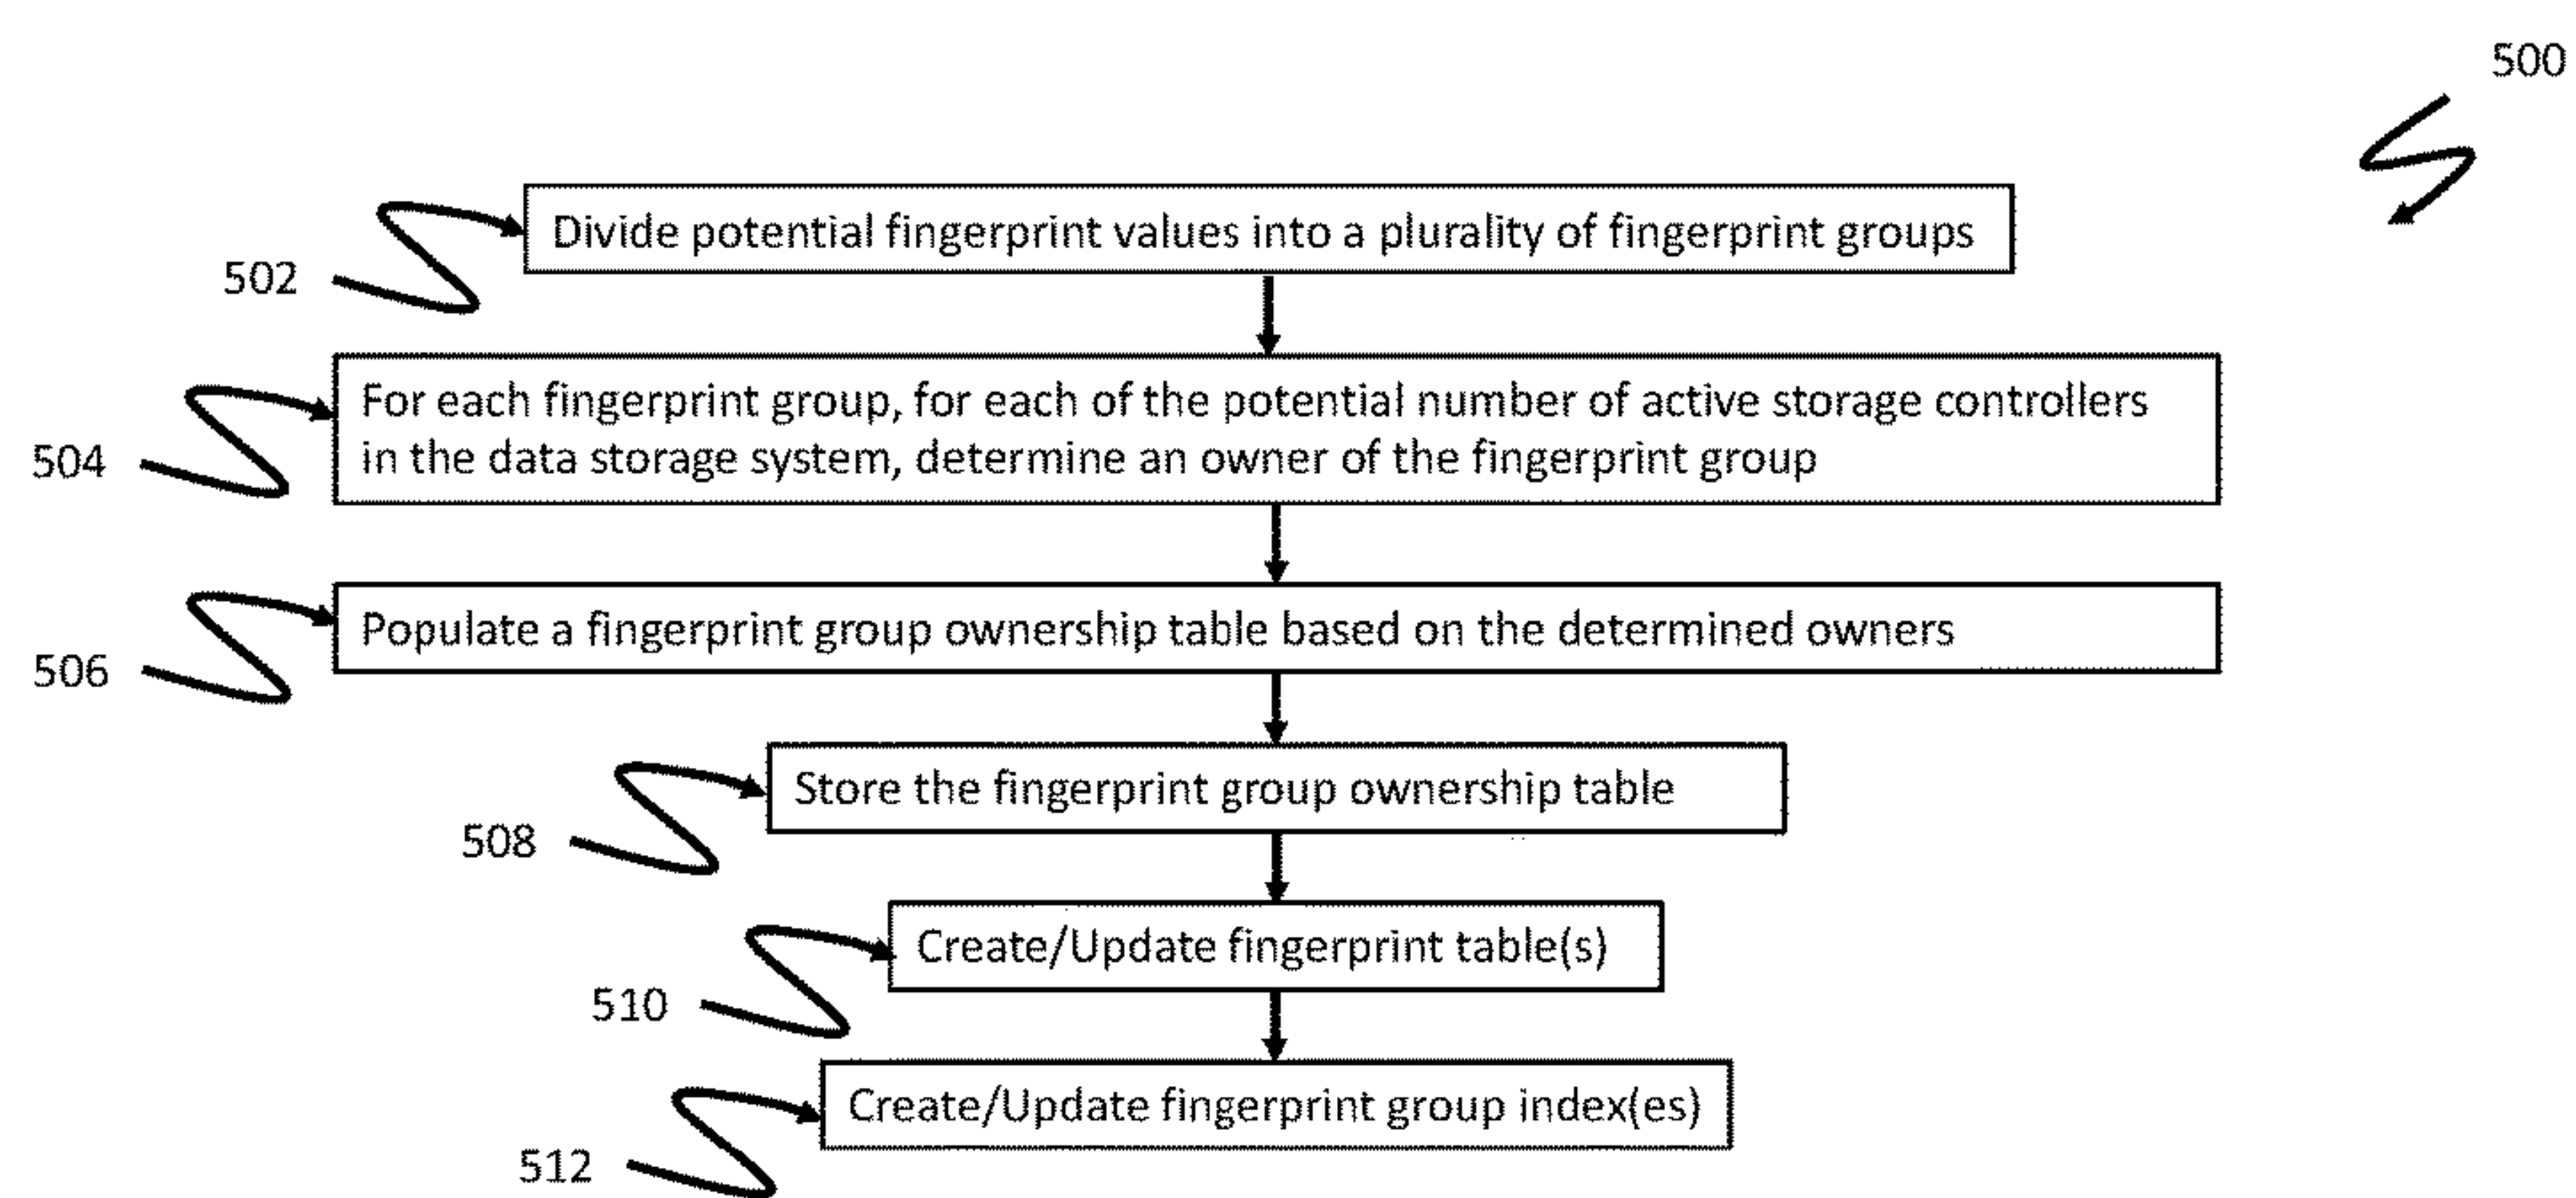 500
Divide potential fingerprint values into a plurality of fingerprint groups
502
For each fingerprint group, for each of the potential number of active storage controllers
in the data storage system, determine an owner of the fingerprint group
504
Populate a fingerprint group ownership table based on the determined owners
506
Store the fingerprint group ownership table
508
Create/Update fingerprint table(s)
510
Create/Update fingerprint group index(es)
512